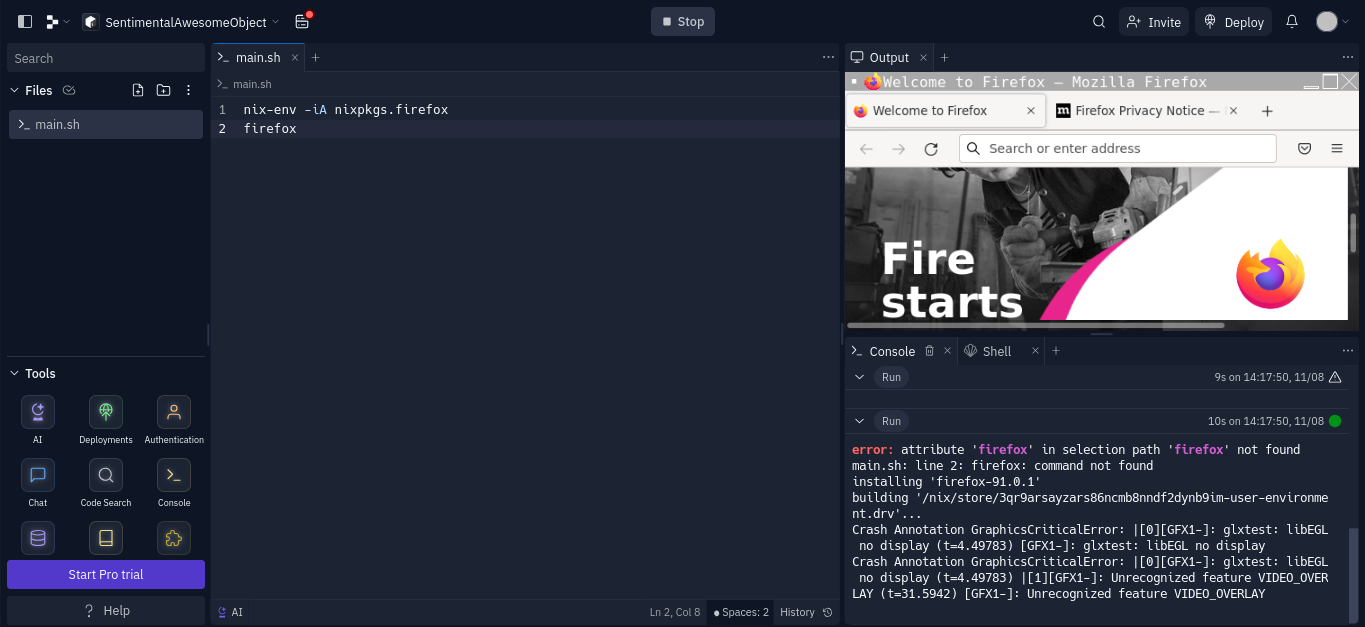 SentimentalAwesomeObject
Stop
Invite
Deploy
Search
Files
main.sh
Tools
AI
Deployments
Authentication
Chat
Code Search
Console
Start Pro trial
? Help
main.sh
main.sh
1 nix-env -iA nixpkgs.firefox
2 firefox
AI
Ln 2, Col 8
Spaces: 2
History
Output
Welcome to Firefox — Mozilla Firefox
Welcome to Firefox
m Firefox Privacy Notice —
Search or enter address
Fire
starts
Console
Shell
Run
9s on 14:17:50, 11/08
Run
10s on 14:17:50, 11/08
error: attribute 'firefox' in selection path 'firefox' not found
main.sh: line 2: firefox: command not found
installing 'firefox-91.0.1'
building '/nix/store/3qr9arsayzars86ncmb8nndf2dynb9im-user-environme
nt.drv'...
Crash Annotation GraphicsCriticalError: |[0][GFX1-]: glxtest: libEGL
no display (t=4.49783) [GFX1-]: glxtest: libEGL no display
Crash Annotation GraphicsCriticalError: |[0][GFX1-]: glxtest: libEGL
no display (t=4.49783) |[1][GFX1-]: Unrecognized feature VIDEO_OVER
LAY (t=31.5942) [GFX1-]: Unrecognized feature VIDEO_OVERLAY